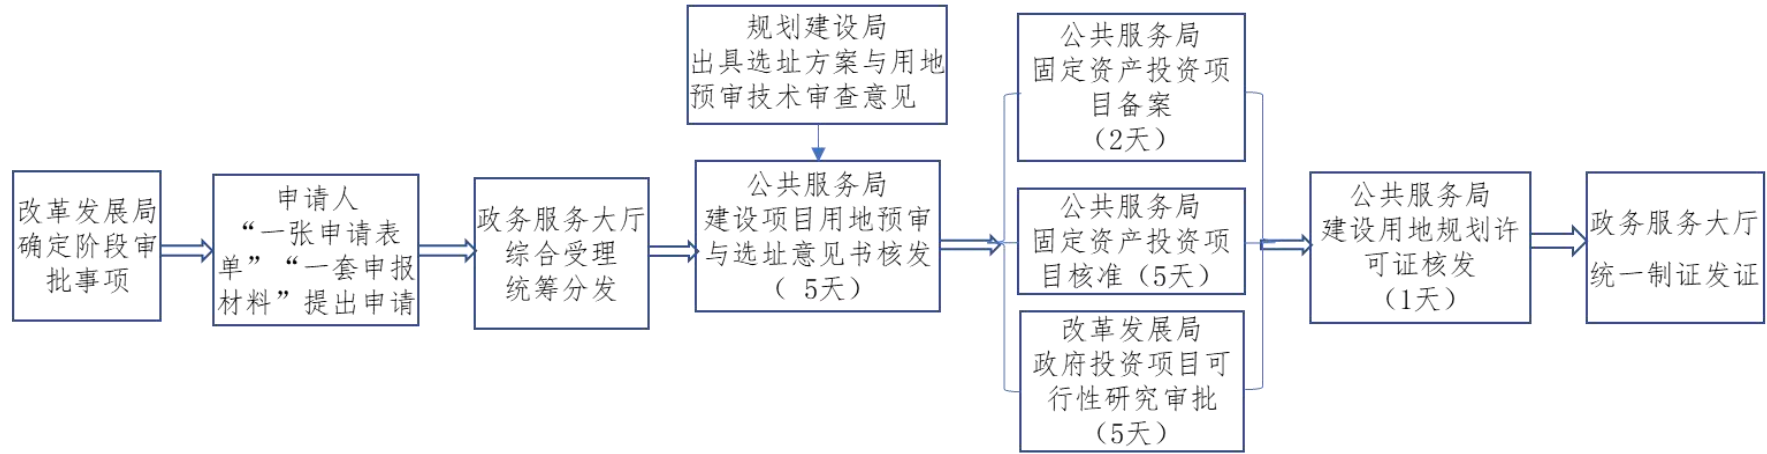 改革发展局
确定阶段审
批事项
申请人
“一张申请表
单”“一套申报
材料”提出申请
政务服务大厅
综合受理
统筹分发
规划建设局
出具选址方案与用地
预审技术审查意见
公共服务局
建设项目用地预审
与选址意见书核发
（ 5天）
公共服务局
固定资产投资项
目备案
（2天）
公共服务局
固定资产投资项
目核准（5天）
改革发展局
政府投资项目可
行性研究审批
（5天）
公共服务局
建设用地规划许
可证核发
（1天）
政务服务大厅
统一制证发证